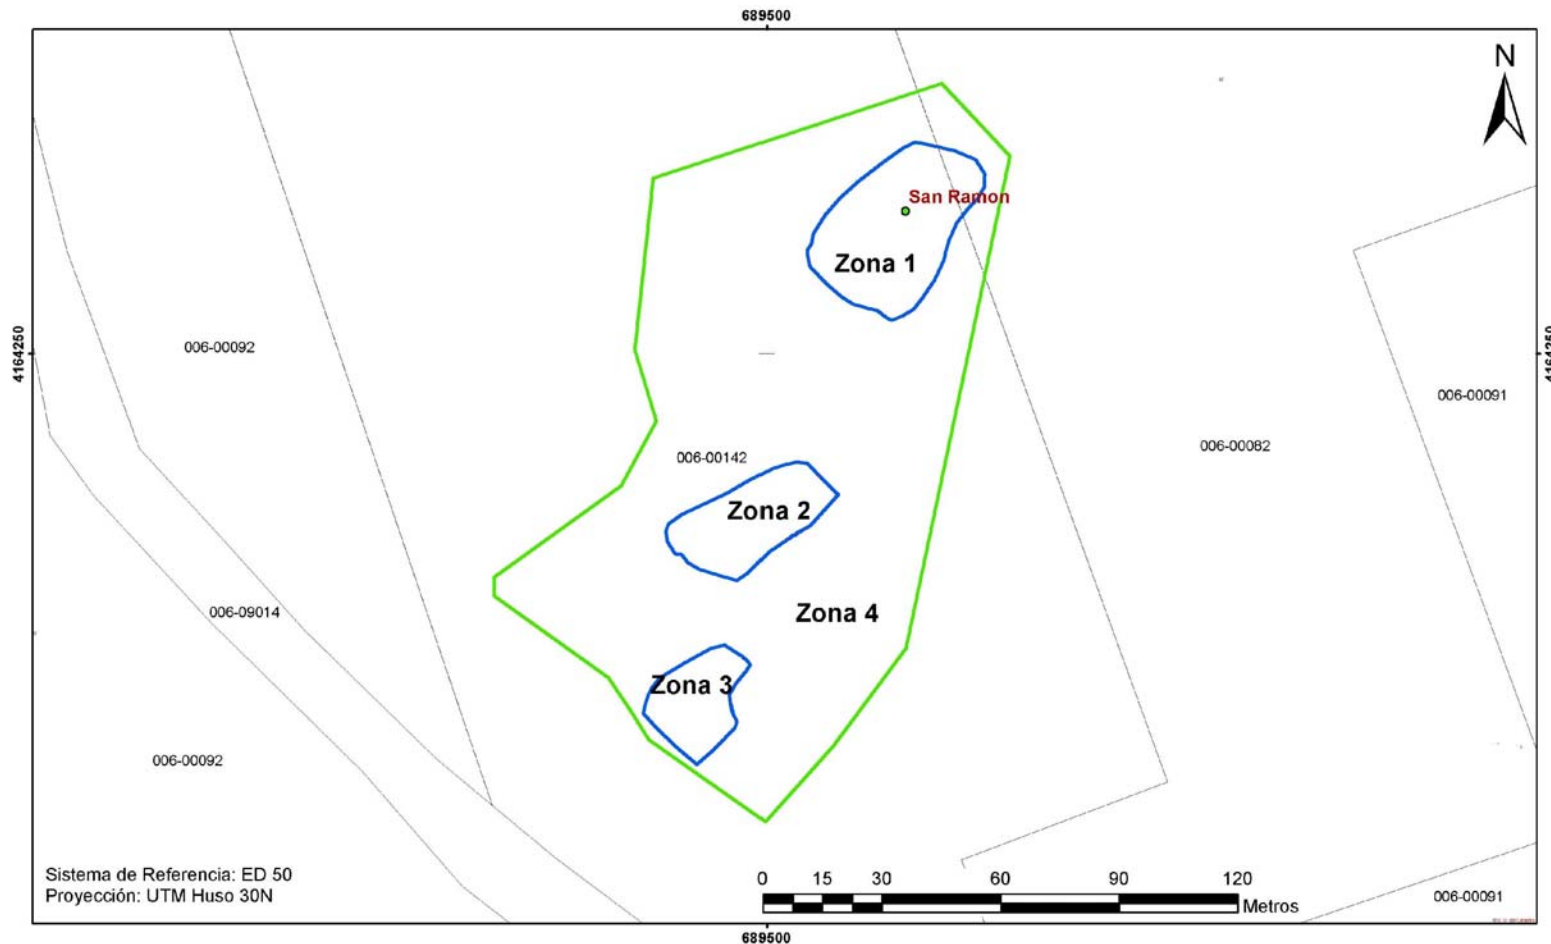 689500
N
San Ramon
Zona 1
4164250
006-00092
4164250
006-00091
006-00082
006-00142
Zona 2
006-09014
Zona 4
Zona 3
006-00092
Sistema de Referencia: ED 50
Proyección: UTM Huso 30N
0 15 30 60 90 120
Metros
006-00091
689500